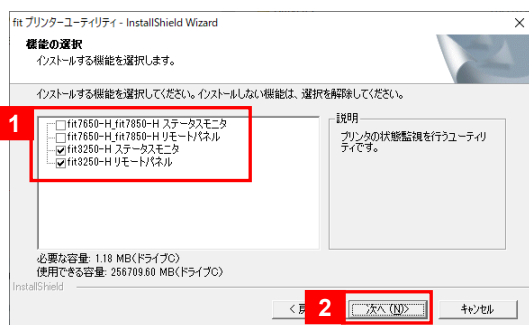 fit プリンターユーティリティ - InstallShield Wizard
機能の選択
インストールする機能を選択します。
インストールする機能を選択してください。インストールしない機能は、選択を解除してください。
1
fit7650-H,fit7850-H ステータスモニタ
fit7650-H,fit7850-H リモートパネル
fit3250-H ステータスモニタ
fit3250-H リモートパネル
説明
プリンタの状態監視を行うユーティリ
ティです。
必要な容量: 1.18 MB(ドライブC)
使用できる容量: 256709.60 MB(ドライブC)
InstallShield
< 
2
次へ (N)>
キャンセル